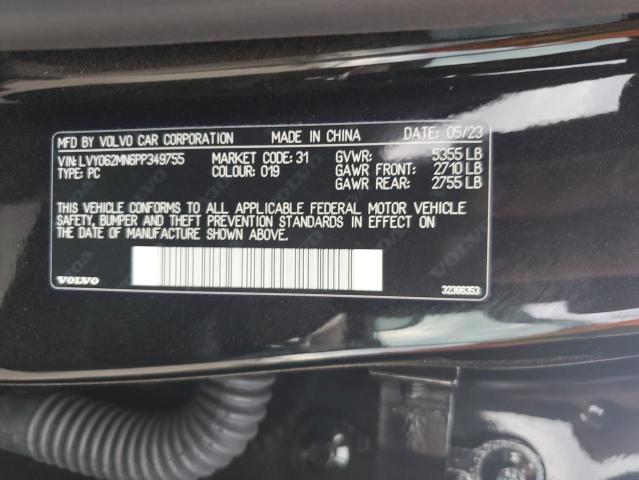 MFD BY VOLVO CAR CORPORATION MADE IN CHINA DATE: 05/23
VIN: LVY062MN6PP349755 MARKET CODE: 31 GVWR: 5355 LB
TYPE: PC COLOUR: 019 GAWR FRONT: 2710 LB
GAWR REAR: 2755 LB
THIS VEHICLE CONFORMS TO ALL APPLICABLE FEDERAL MOTOR VEHICLE
SAFETY, BUMPER AND THEFT PREVENTION STANDARDS IN EFFECT ON
THE DATE OF MANUFACTURE SHOWN ABOVE.
VOLVO 32366353